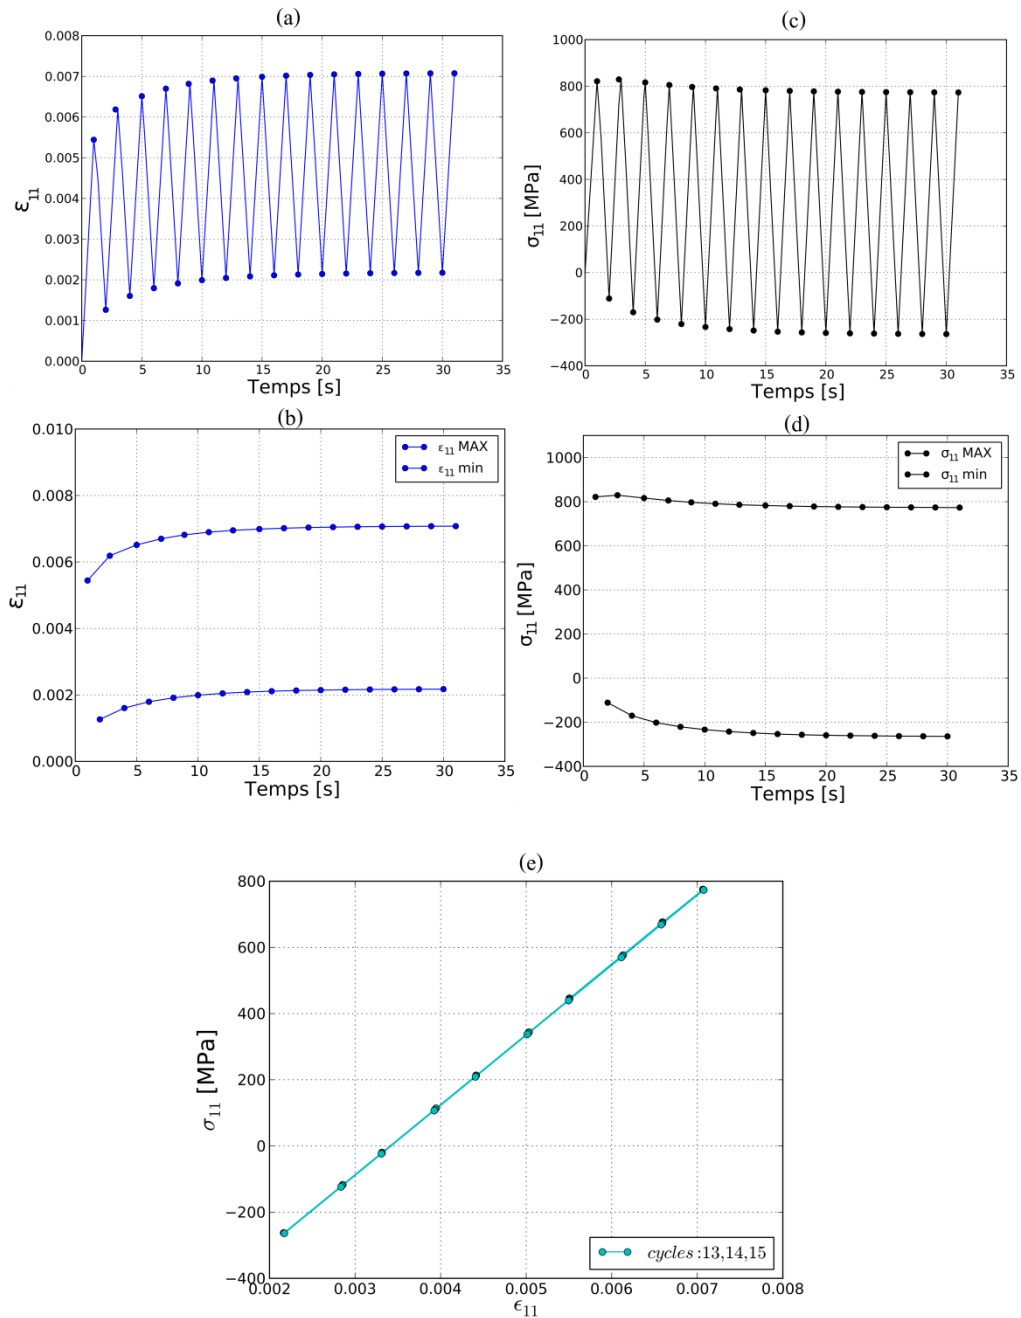 (a)
0.008
0.007
0.006
0.005
0.004
0.003
0.002
0.001
0.000
ε11
0 5 10 15 20 25 30 35
Temps [s]
(c)
1000
800
600
400
200
0
−200
−400
σ11 [MPa]
0 5 10 15 20 25 30 35
Temps [s]
(b)
0.010
0.008
0.006
0.004
0.002
0.000
ε11
ε11 MAX
ε11 min
0 5 10 15 20 25 30 35
Temps [s]
(d)
1000
800
600
400
200
0
−200
−400
σ11 [MPa]
σ11 MAX
σ11 min
0 5 10 15 20 25 30 35
Temps [s]
(e)
800
600
400
200
0
−200
−400
σ11 [MPa]
cycles:13,14,15
0.002 0.003 0.004 0.005 0.006 0.007 0.008
ϵ11